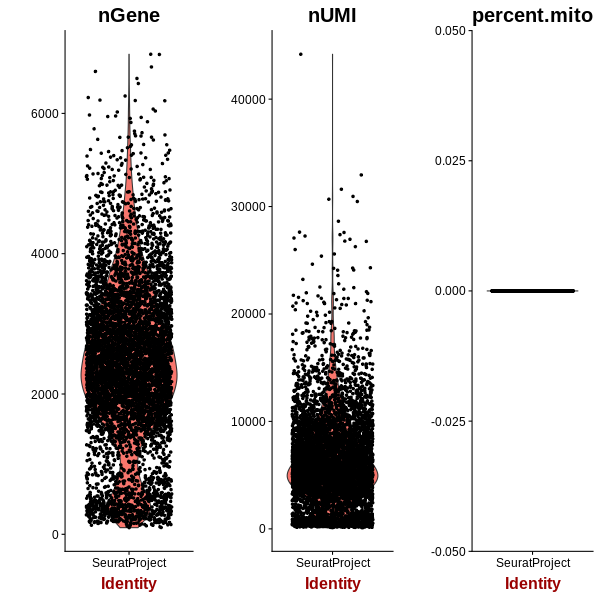 nGene
6000
4000
2000
0
SeuratProject
Identity
nUMI
40000
30000
20000
10000
0
SeuratProject
Identity
percent.mito
0.050
0.025
0.000
-0.025
-0.050
SeuratProject
Identity